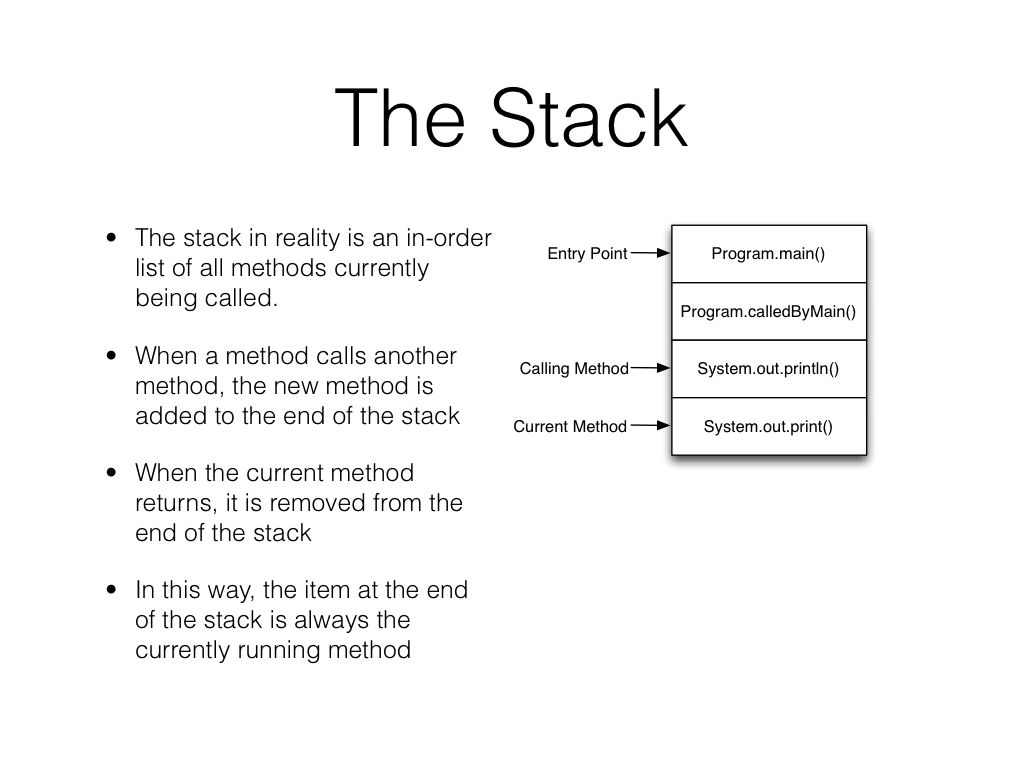 The Stack
• The stack in reality is an in-order
list of all methods currently
being called.
• When a method calls another
method, the new method is
added to the end of the stack
• When the current method
returns, it is removed from the
end of the stack
• In this way, the item at the end
of the stack is always the
currently running method
Entry Point
Program.main()
Program.calledByMain()
Calling Method
System.out.println()
Current Method
System.out.print()